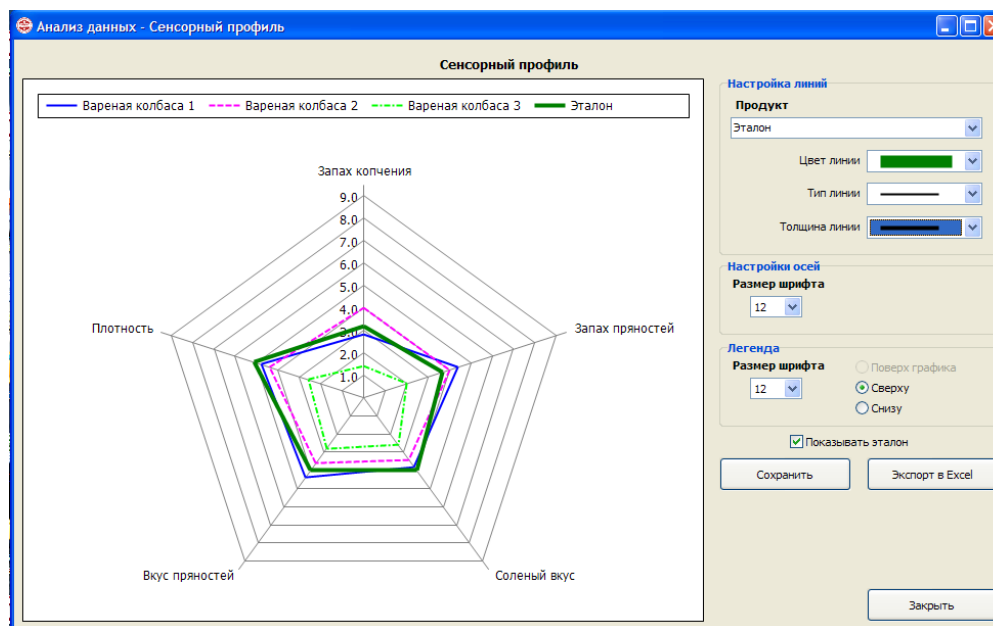 Анализ данных - Сенсорный профиль
Сенсорный профиль
Вареная колбаса 1 Вареная колбаса 2 Вареная колбаса 3 Эталон
Запах копчения
9.0
8.0
7.0
6.0
5.0
4.0
3.0
2.0
1.0
Плотность
Запах пряностей
Вкус пряностей
Соленый вкус
Настройка линий
Продукт
Эталон
Цвет линии
Тип линии
Толщина линии
Настройки осей
Размер шрифта
12
Легенда
Размер шрифта
12
Поверх графика
Сверху
Снизу
Показывать эталон
Сохранить
Экспорт в Excel
Закрыть